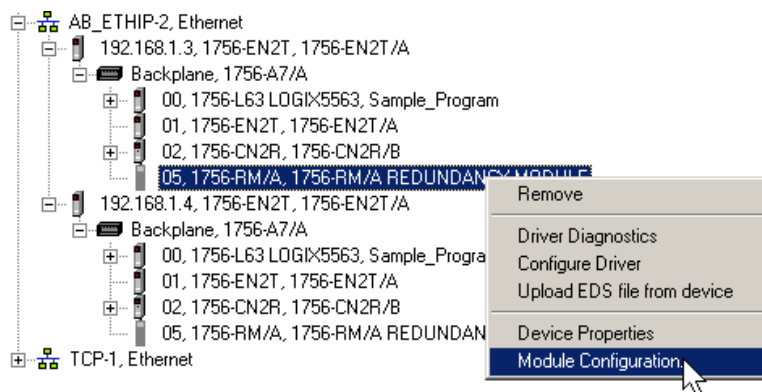 AB_ETHIP-2, Ethernet
192.168.1.3, 1756-EN2T, 1756-EN2T/A
Backplane, 1756-A7/A
00, 1756-L63 LOGIX5563, Sample_Program
01, 1756-EN2T, 1756-EN2T/A
02, 1756-CN2R, 1756-CN2R/B
05, 1756-RM/A, 1756-RM/A REDUNDANCY MODULE
192.168.1.4, 1756-EN2T, 1756-EN2T/A
Backplane, 1756-A7/A
00, 1756-L63 LOGIX5563, Sample_Progra
01, 1756-EN2T, 1756-EN2T/A
02, 1756-CN2R, 1756-CN2R/B
05, 1756-RM/A, 1756-RM/A REDUNDAN
TCP-1, Ethernet
Remove
Driver Diagnostics
Configure Driver
Upload EDS file from device
Device Properties
Module Configuration